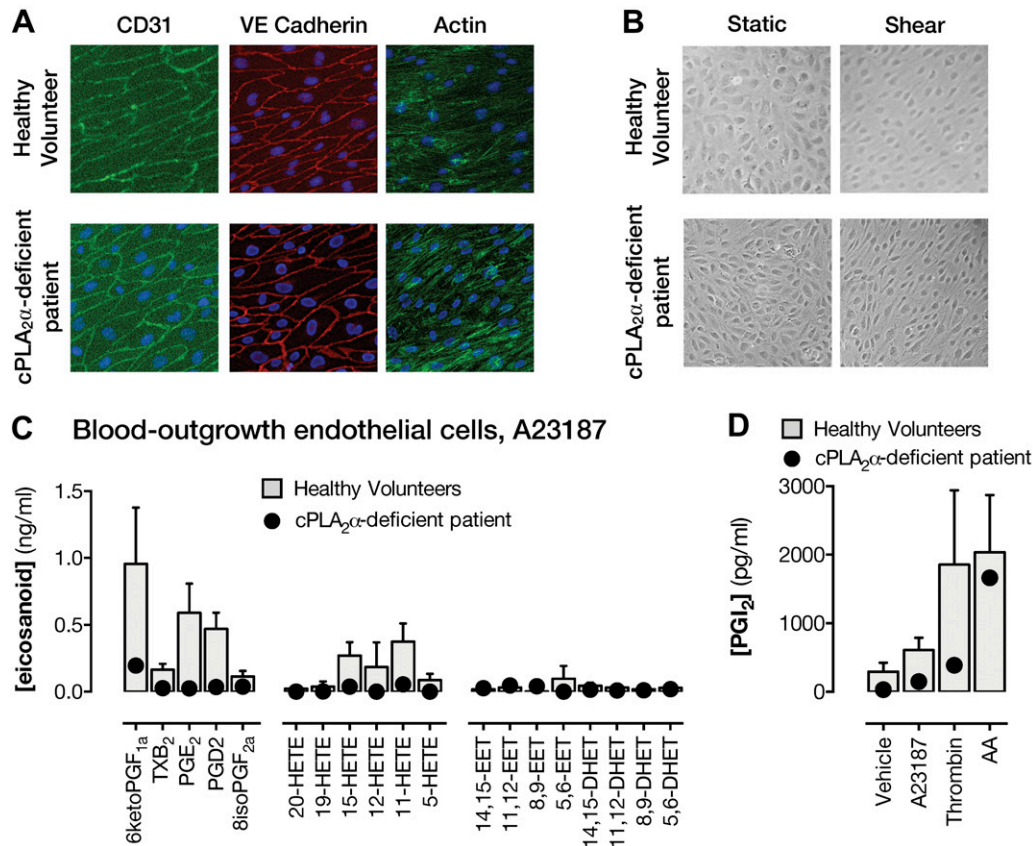 A
CD31
VE Cadherin
Actin
Healthy
Volunteer
cPLA₂α-deficient
patient
B
Static
Shear
Healthy
Volunteer
cPLA₂α-deficient
patient
C Blood-outgrowth endothelial cells, A23187
Healthy Volunteers
cPLA₂α-deficient patient
[eicosanoid] (ng/ml)
1.5
1.0
0.5
0.0
6ketoPGF₁ₐ
TXB₂
PGE₂
PGD2
8isoPGF₂ₐ
20-HETE
19-HETE
15-HETE
12-HETE
11-HETE
5-HETE
14,15-EET
11,12-EET
8,9-EET
5,6-EET
14,15-DHET
11,12-DHET
8,9-DHET
5,6-DHET
D
Healthy Volunteers
cPLA₂α-deficient patient
[PGI₂] (pg/ml)
3000
2000
1000
0
Vehicle
A23187
Thrombin
AA